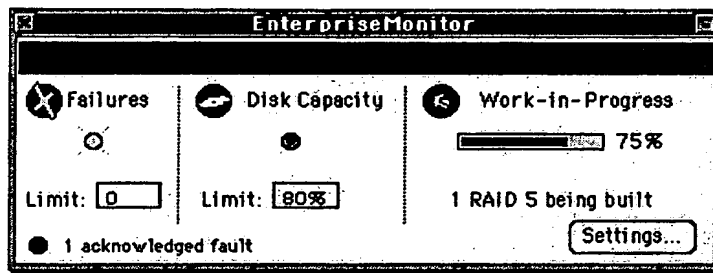 EnterpriseMonitor
Failures
Disk Capacity
Work-in-Progress
75%
Limit: 0
Limit: 80%
1 RAID 5 being built
1 acknowledged fault
Settings...